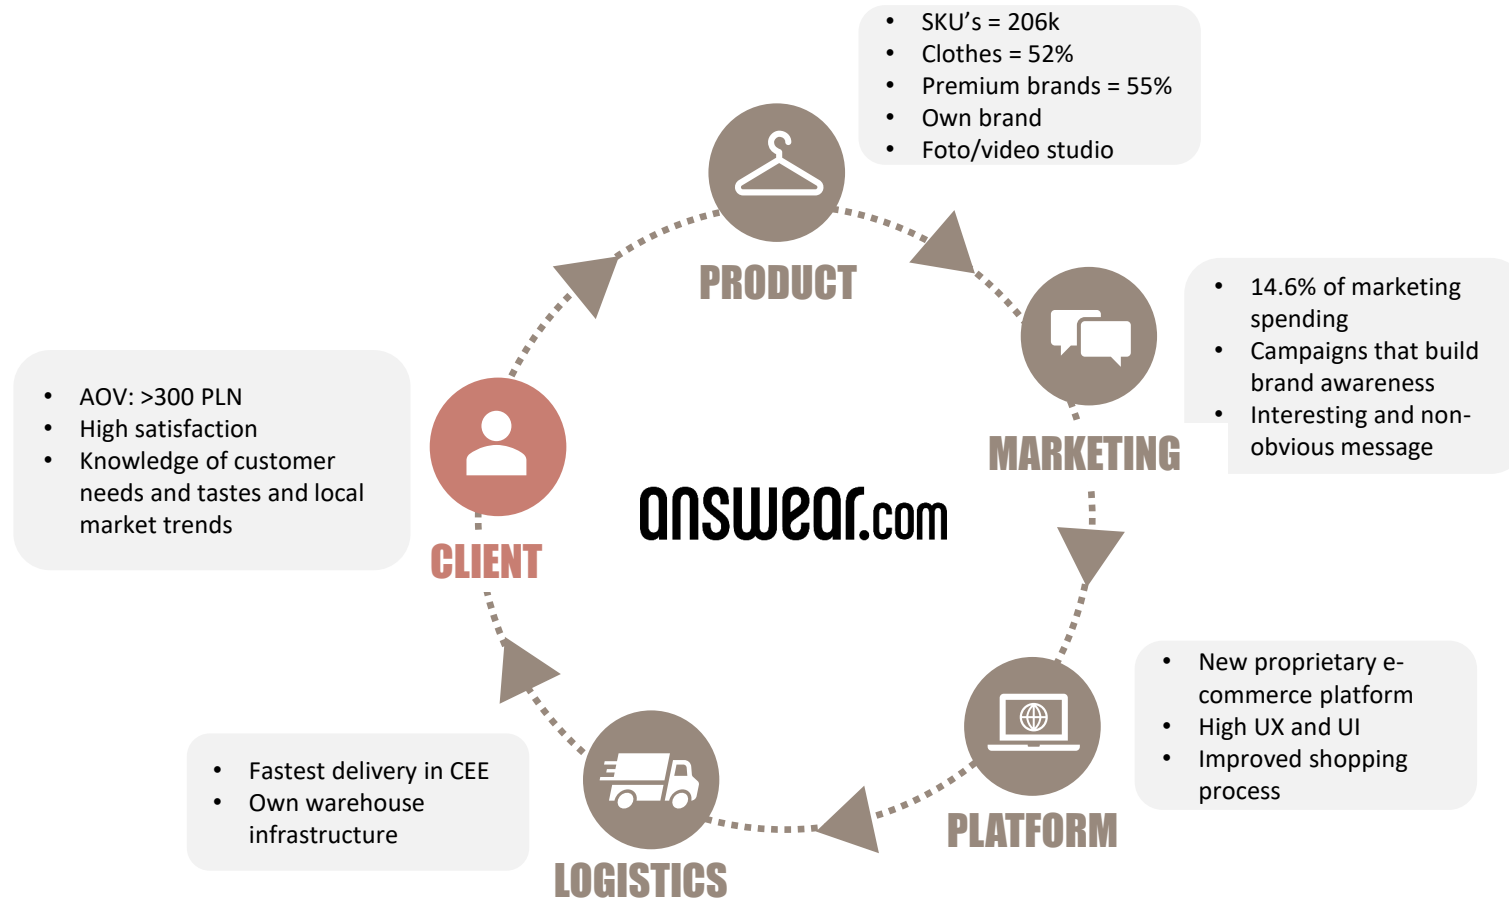 • SKU's = 206k
• Clothes = 52%
• Premium brands = 55%
• Own brand
• Foto/video studio
PRODUCT
• 14.6% of marketing
spending
• Campaigns that build
brand awareness
• Interesting and non-
obvious message
MARKETING
• AOV: >300 PLN
• High satisfaction
• Knowledge of customer
needs and tastes and local
market trends
CLIENT
answear.com
• New proprietary e-
commerce platform
• High UX and UI
• Improved shopping
process
PLATFORM
• Fastest delivery in CEE
• Own warehouse
infrastructure
LOGISTICS